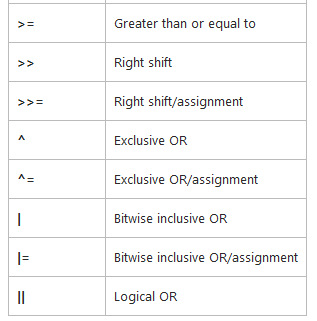 >= Greater than or equal to
>> Right shift
>>= Right shift/assignment
^ Exclusive OR
^= Exclusive OR/assignment
| Bitwise inclusive OR
|= Bitwise inclusive OR/assignment
|| Logical OR